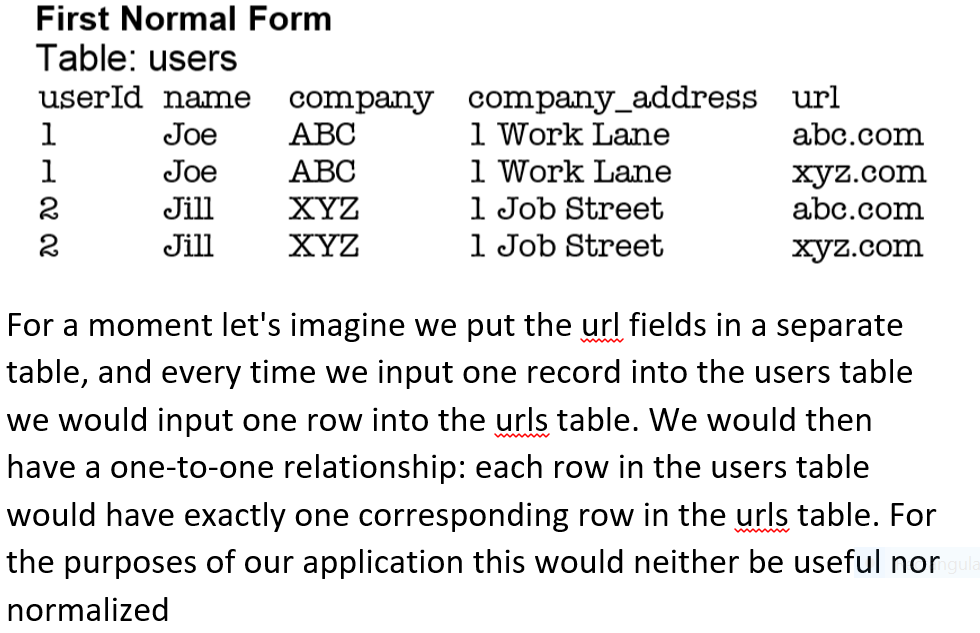 First Normal Form
Table: users
userId name company company_address url
1 Joe ABC 1 Work Lane abc.com
1 Joe ABC 1 Work Lane xyz.com
2 Jill XYZ 1 Job Street abc.com
2 Jill XYZ 1 Job Street xyz.com
For a moment let's imagine we put the url fields in a separate
table, and every time we input one record into the users table
we would input one row into the urls table. We would then
have a one-to-one relationship: each row in the users table
would have exactly one corresponding row in the urls table. For
the purposes of our application this would neither be useful nor
normalized